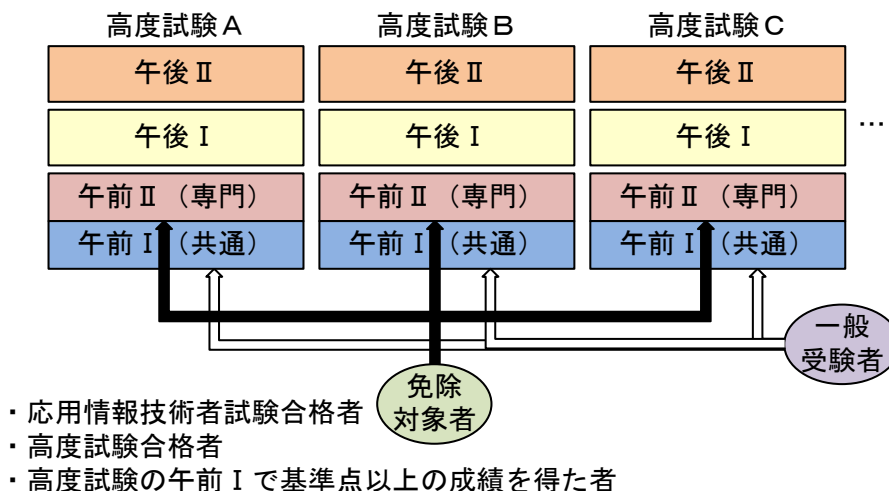 高度試験A 高度試験B 高度試験C
午後Ⅱ 午後Ⅱ 午後Ⅱ
午後Ⅰ 午後Ⅰ 午後Ⅰ
…
午前Ⅱ（専門） 午前Ⅱ（専門） 午前Ⅱ（専門）
午前Ⅰ（共通） 午前Ⅰ（共通） 午前Ⅰ（共通）
一般
受験者
免除
対象者
・応用情報技術者試験合格者
・高度試験合格者
・高度試験の午前Ⅰで基準点以上の成績を得た者